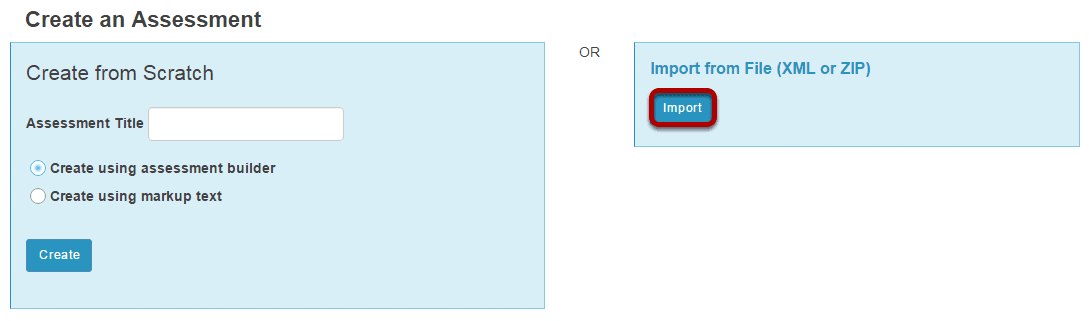 Create an Assessment
Create from Scratch
Assessment Title
Create using assessment builder
Create using markup text
Create
OR
Import from File (XML or ZIP)
Import